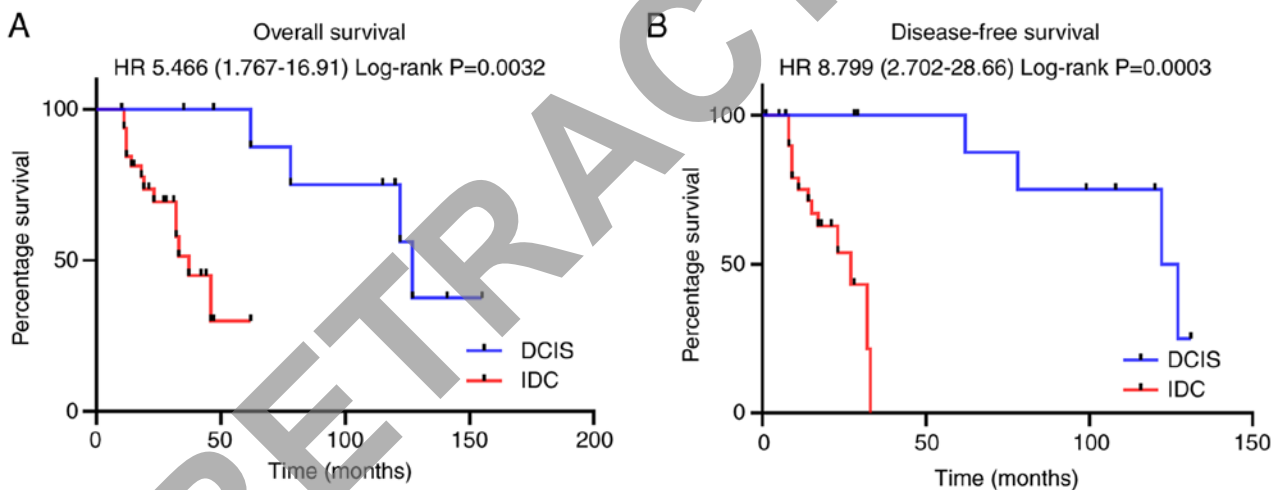 A
Overall survival
HR 5.466 (1.767-16.91) Log-rank P=0.0032
Percentage survival
100
50
0
0 50 100 150 200
Time (months)
DCIS
IDC
B
Disease-free survival
HR 8.799 (2.702-28.66) Log-rank P=0.0003
Percentage survival
100
50
0
0 50 100 150
Time (months)
DCIS
IDC
RETRACT